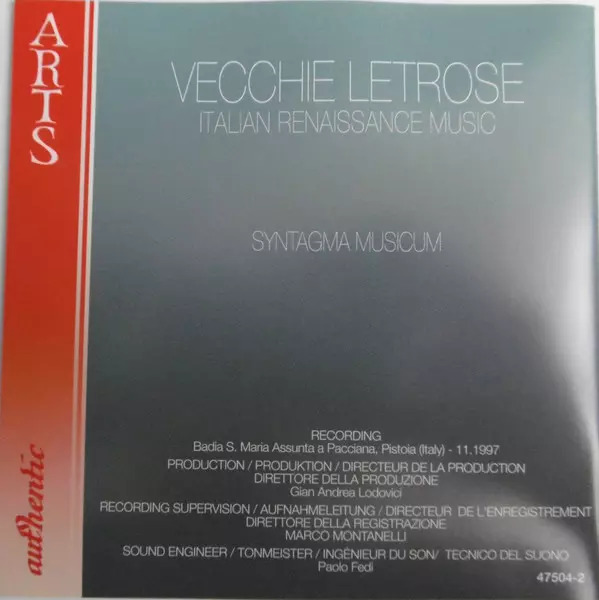 ARTS
VECCHIE LETROSE
ITALIAN RENAISSANCE MUSIC
SYNTAGMA MUSICUM
RECORDING
Badia S. Maria Assunta a Pacciana, Pistoia (Italy) - 11.1997
PRODUCTION / PRODUKTION / DIRECTEUR DE LA PRODUCTION
DIRETTORE DELLA PRODUZIONE
Gian Andrea Lodovici
RECORDING SUPERVISION / AUFNAHMELEITUNG / DIRECTEUR DE L'ENREGISTREMENT
DIRETTORE DELLA REGISTRAZIONE
MARCO MONTANELLI
SOUND ENGINEER / TONMEISTER / INGÉNIEUR DU SON/ TECNICO DEL SUONO
Paolo Fedi
authentic
47504-2